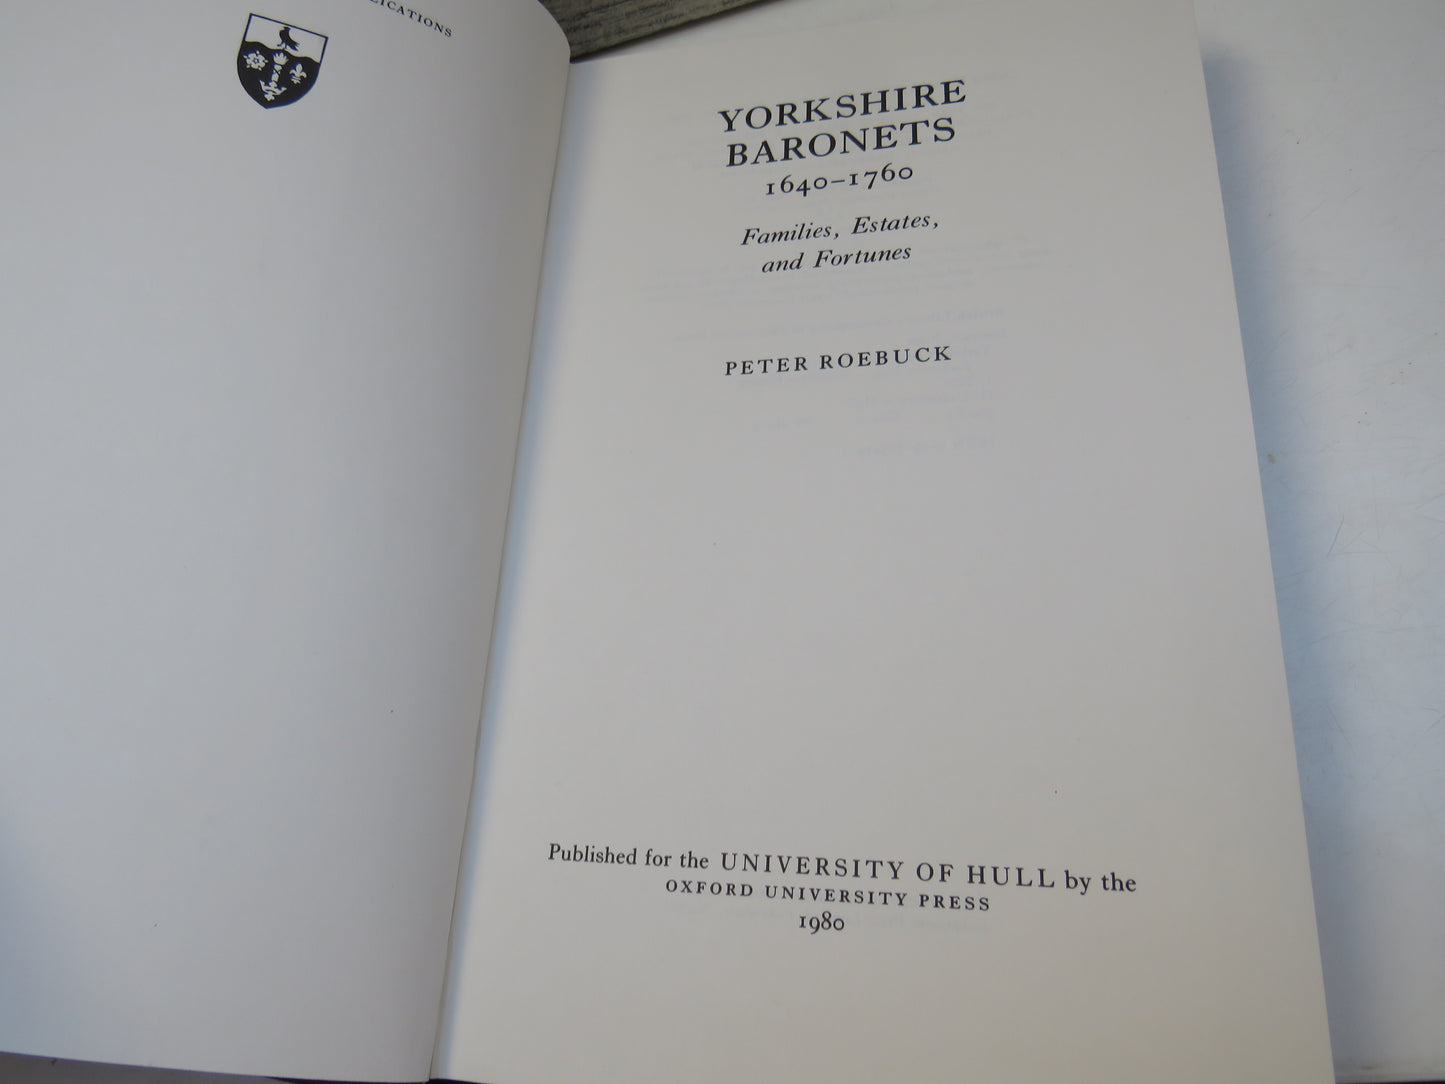 YORKSHIRE
BARONETS
1640–1760
Families, Estates,
and Fortunes
PETER ROEBUCK
Published for the UNIVERSITY OF HULL by the
OXFORD UNIVERSITY PRESS
1980